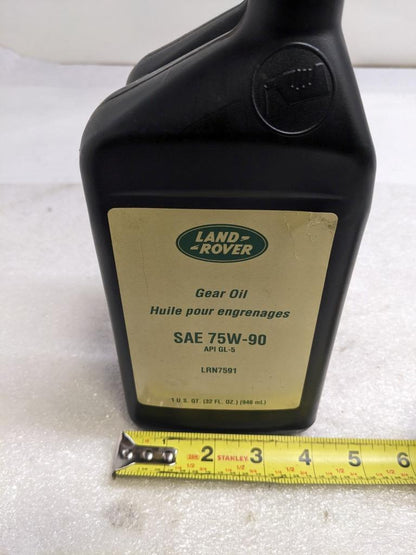 LAND
ROVER
Gear Oil
Huile pour engrenages
SAE 75W-90
API GL-5
LRN7591
1 U.S. QT. (32 FL. OZ.) (946 ml.)
1 2 STANLEY 3 4 5 6